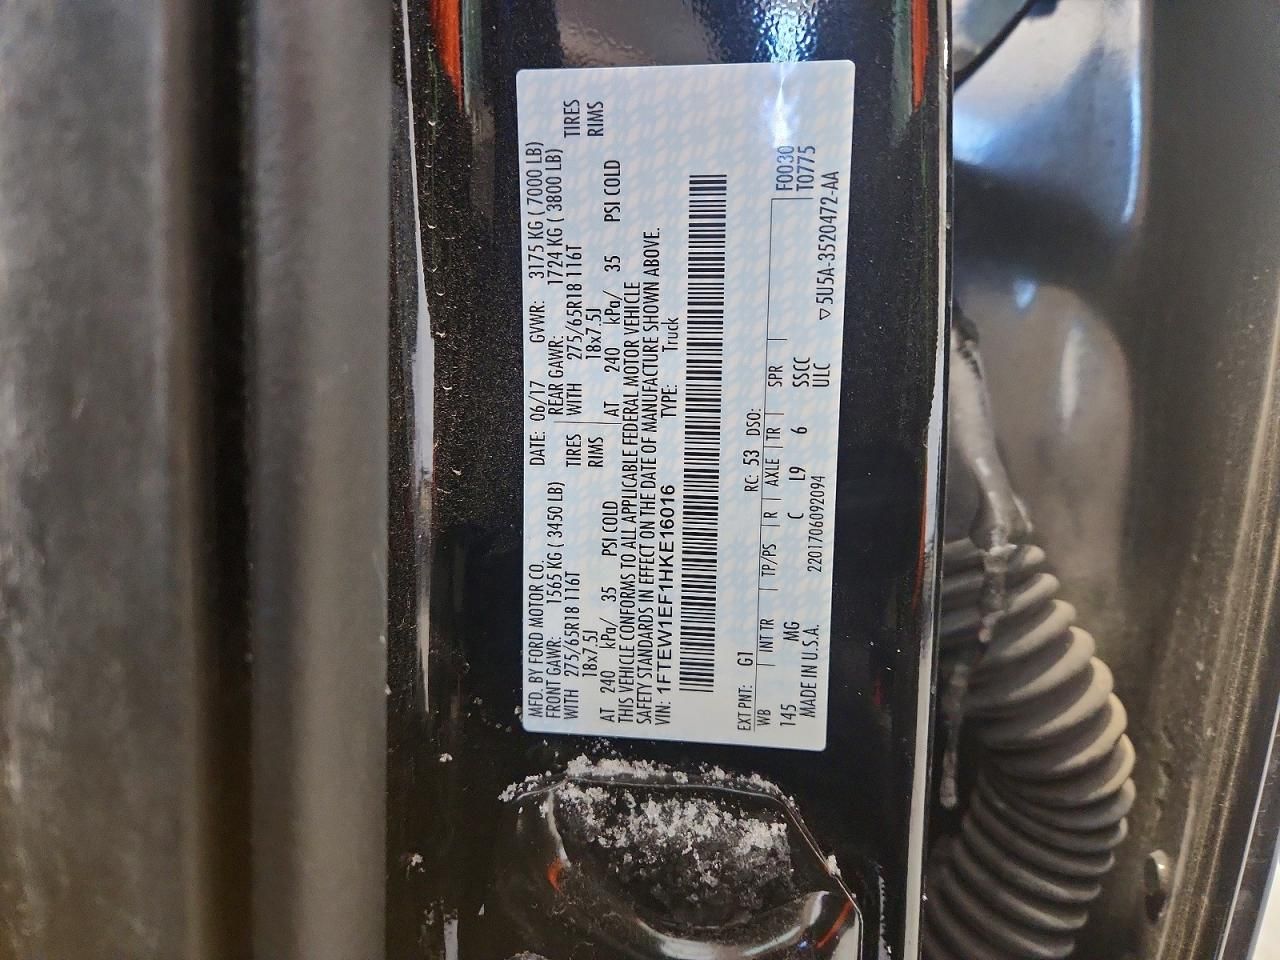 MFD. BY FORD MOTOR CO. DATE: 06/17 GVWR: 3175 KG ( 7000 LB)
FRONT GAWR: 1565 KG ( 3450 LB) REAR GAWR: 1724 KG ( 3800 LB)
WITH 275/65R18 116T TIRES WITH 275/65R18 116T TIRES
18x7.5J RIMS 18x7.5J RIMS
AT 240 kPa/ 35 PSI COLD AT 240 kPa/ 35 PSI COLD
THIS VEHICLE CONFORMS TO ALL APPLICABLE FEDERAL MOTOR VEHICLE
SAFETY STANDARDS IN EFFECT ON THE DATE OF MANUFACTURE SHOWN ABOVE.
VIN: 1FTEW1EF1HKE16016 TYPE: Truck
EXT PNT: G1 RC: 53 DSO:
WB INT TR TP/PS R AXLE TR SPR F0030
T0775
145 MG C L9 6 SSCC
MADE IN U.S.A. 2201706092094 ULC
▽5U5A-3520472-AA